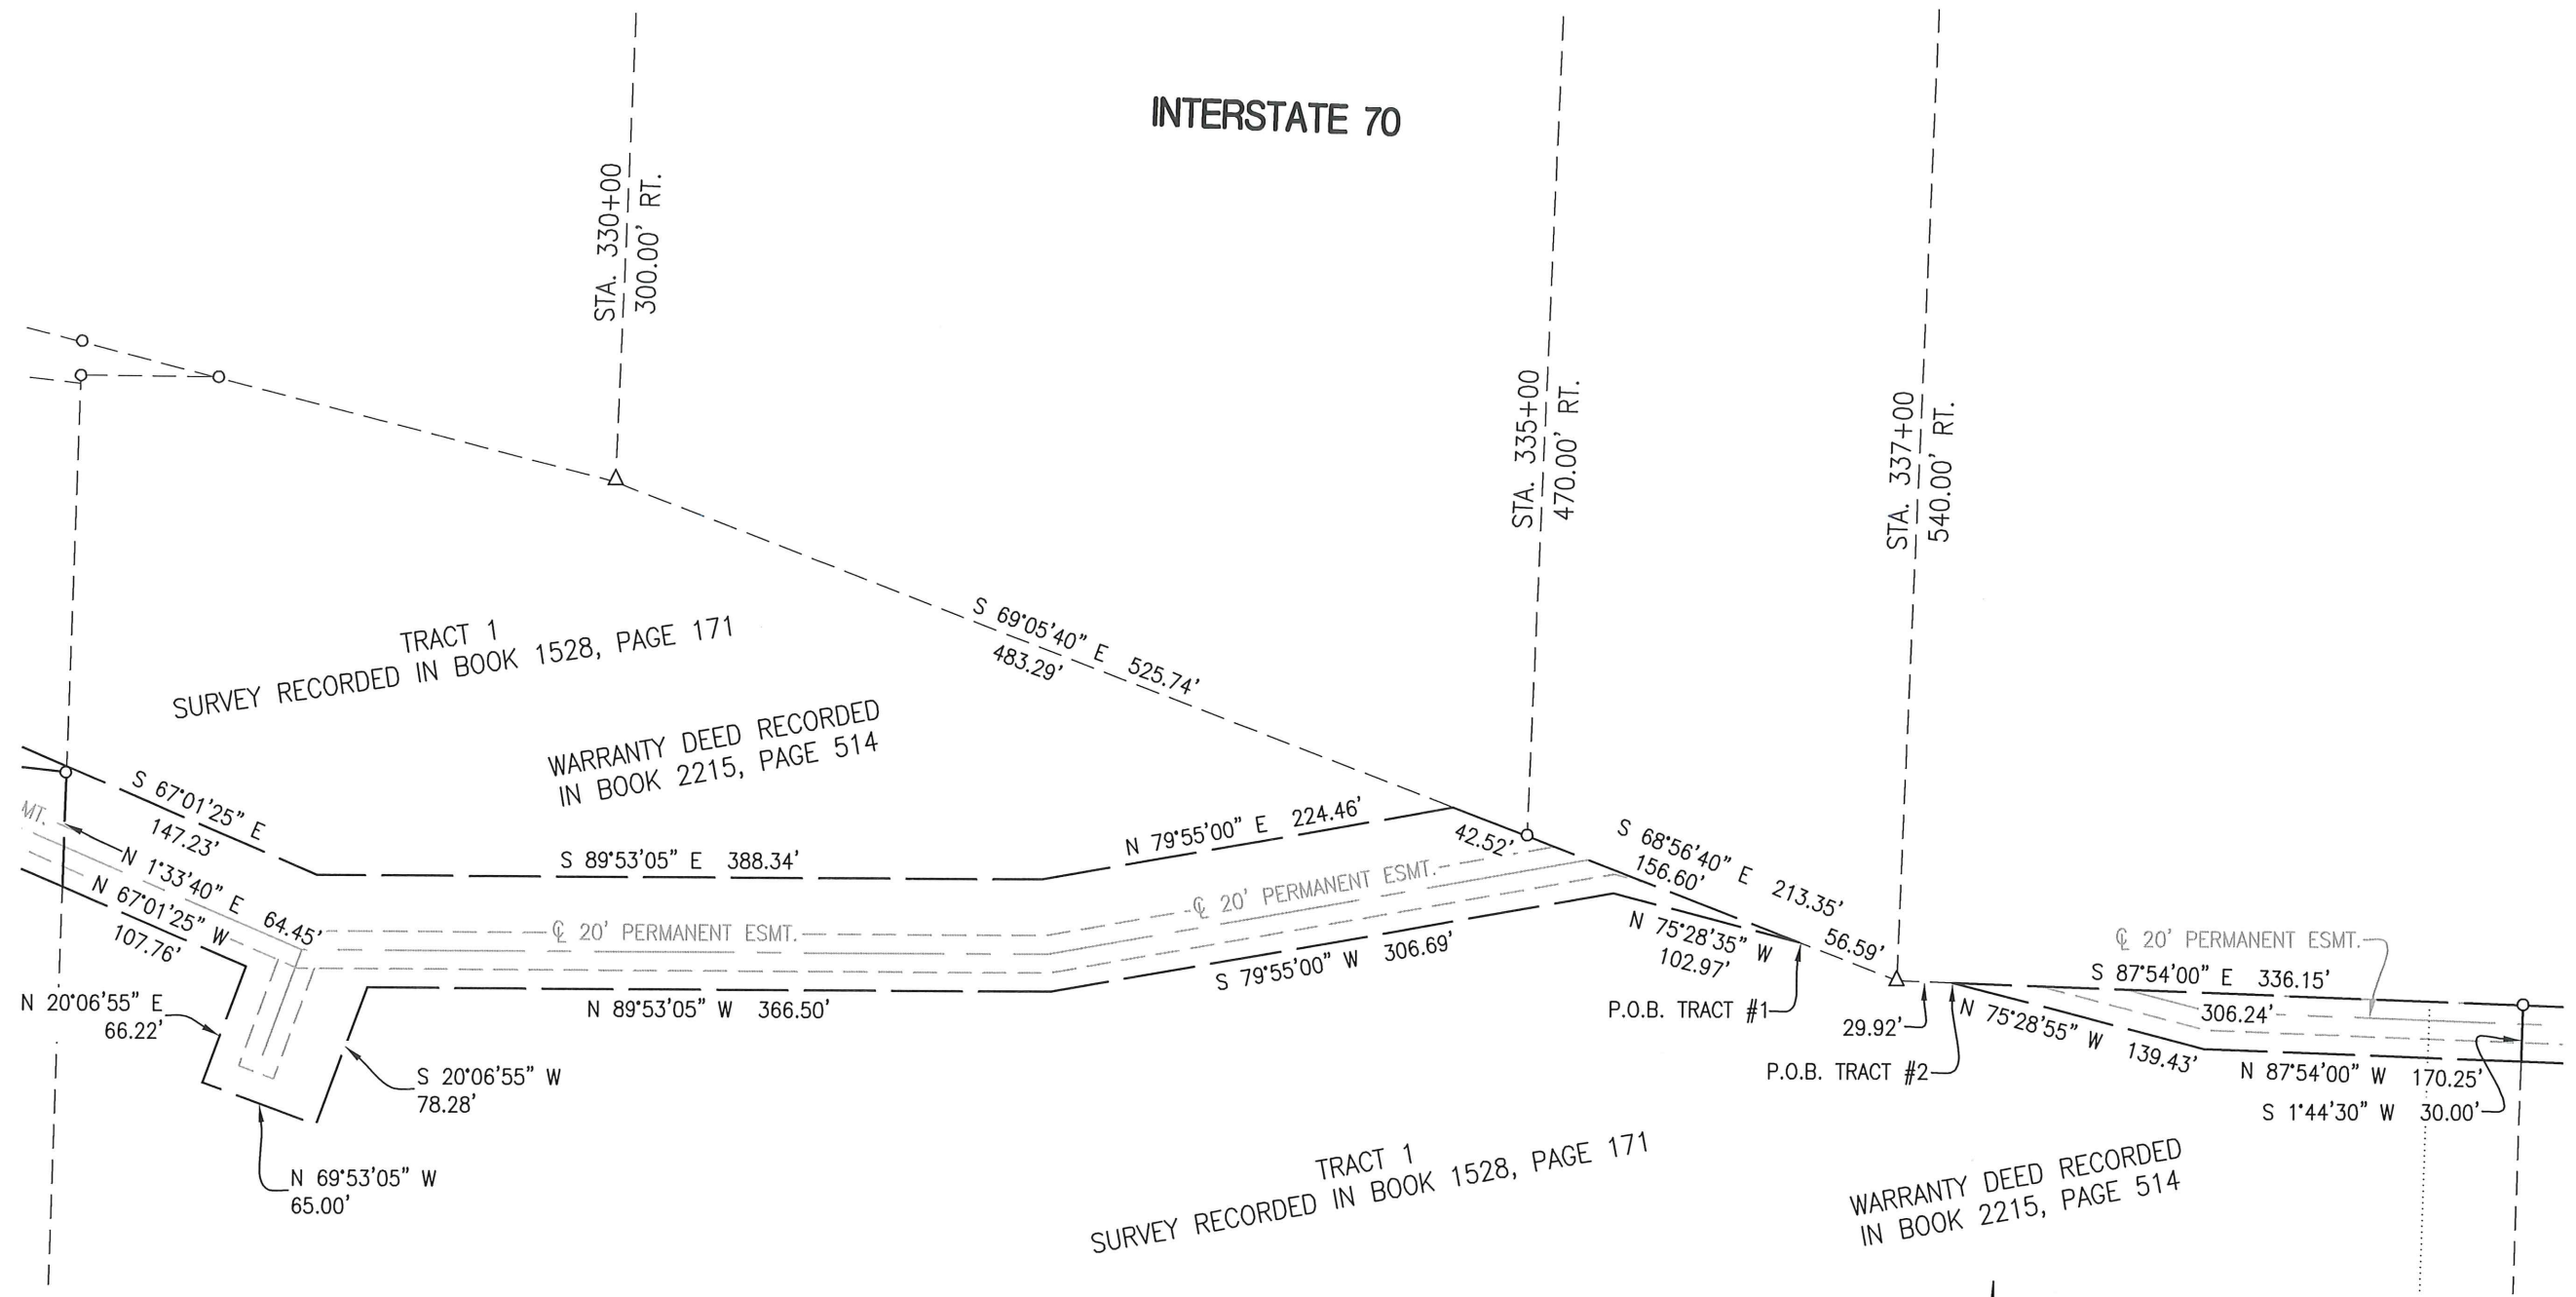 INTERSTATE 70
STA. 330+00
300.00' RT.
STA. 335+00
470.00' RT.
STA. 337+00
540.00' RT.
S 69°05'40" E 525.74'
483.29'
TRACT 1
SURVEY RECORDED IN BOOK 1528, PAGE 171
WARRANTY DEED RECORDED
IN BOOK 2215, PAGE 514
S 67°01'25" E
147.23'
MT.
N 1°33'40" E 64.45'
N 67°01'25" W
107.76'
S 89°53'05" E 388.34'
N 79°55'00" E 224.46'
42.52'
S 68°56'40" E 213.35'
156.60'
56.59'
℄ 20' PERMANENT ESMT.
℄ 20' PERMANENT ESMT.
℄ 20' PERMANENT ESMT.
N 75°28'35" W
102.97'
S 79°55'00" W 306.69'
N 89°53'05" W 366.50'
P.O.B. TRACT #1
29.92'
P.O.B. TRACT #2
S 87°54'00" E 336.15'
306.24'
N 75°28'55" W 139.43'
N 87°54'00" W 170.25'
S 1°44'30" W 30.00'
N 20°06'55" E
66.22'
S 20°06'55" W
78.28'
N 69°53'05" W
65.00'
TRACT 1
SURVEY RECORDED IN BOOK 1528, PAGE 171
WARRANTY DEED RECORDED
IN BOOK 2215, PAGE 514